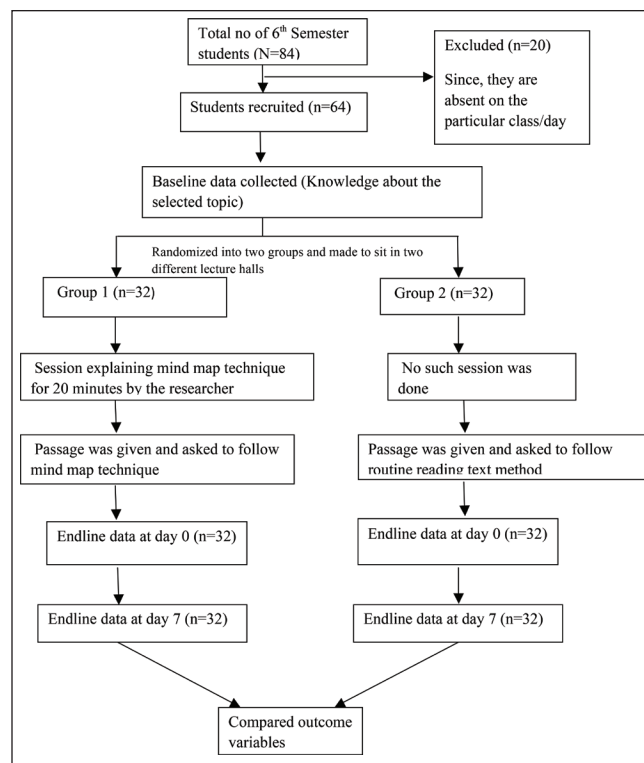 Total no of 6th Semester
students (N=84)
Excluded (n=20)
Since, they are
absent on the
particular class/day
Students recruited (n=64)
Baseline data collected (Knowledge about the
selected topic)
Randomized into two groups and made to sit in two
different lecture halls
Group 1 (n=32)
Group 2 (n=32)
Session explaining mind map technique
for 20 minutes by the researcher
No such session was
done
Passage was given and asked to follow
mind map technique
Passage was given and asked to follow
routine reading text method
Endline data at day 0 (n=32)
Endline data at day 0 (n=32)
Endline data at day 7 (n=32)
Endline data at day 7 (n=32)
Compared outcome
variables